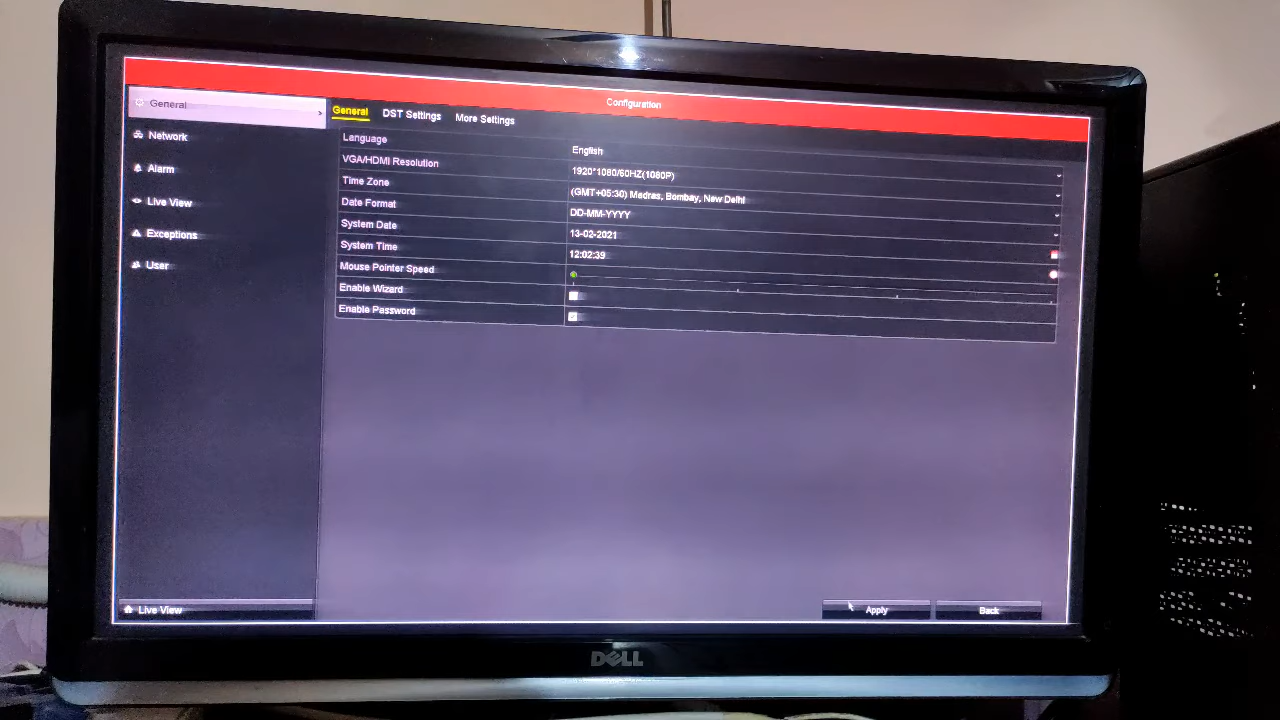 Configuration
General
Network
Alarm
Live View
Exceptions
User
General DST Settings More Settings
Language English
VGA/HDMI Resolution 1920*1080/60HZ(1080P)
Time Zone (GMT+05:30) Madras, Bombay, New Delhi
Date Format DD-MM-YYYY
System Date 13-02-2021
System Time 12:02:39
Mouse Pointer Speed
Enable Wizard
Enable Password
Live View
Apply Back
DELL